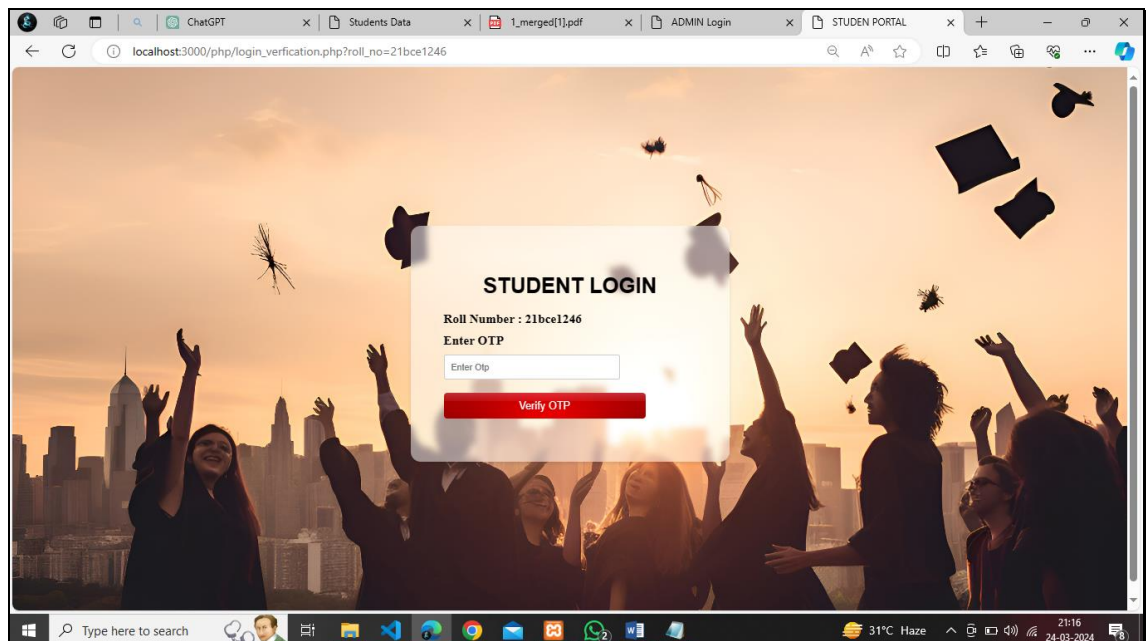 ChatGPT
Students Data
1_merged[1].pdf
ADMIN Login
STUDEN PORTAL
localhost:3000/php/login_verfication.php?roll_no=21bce1246
STUDENT LOGIN
Roll Number : 21bce1246
Enter OTP
Enter Otp
Verify OTP
Type here to search
31°C Haze
21:16
24-03-2024